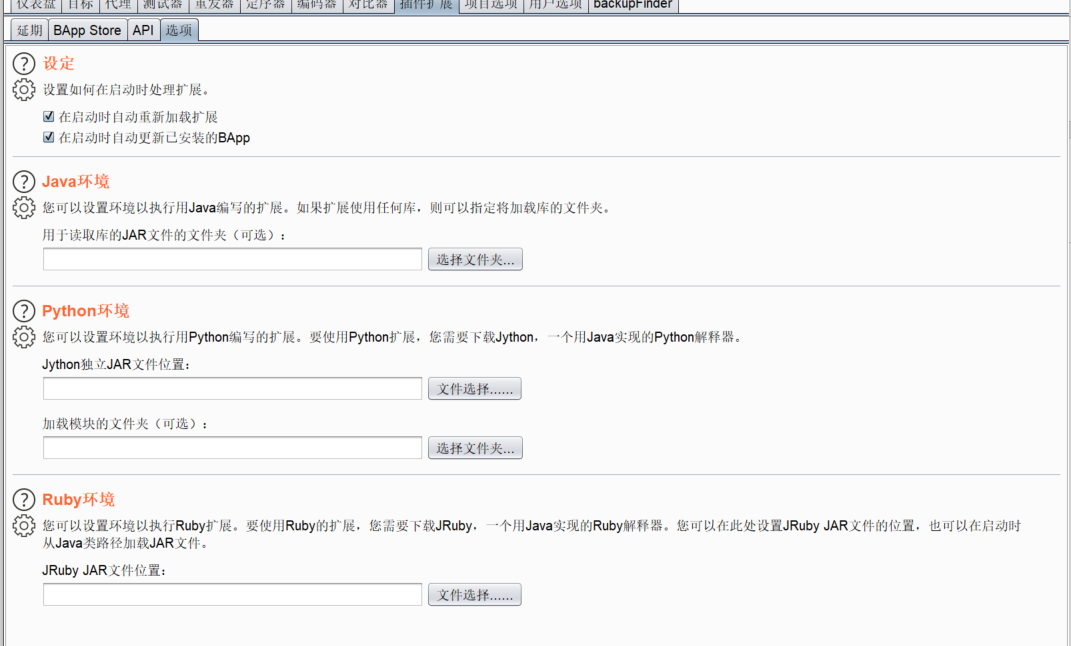 仪表盘 目标 代理 测试器 重发器 定序器 编码器 对比器 插件扩展 项目选项 用户选项 backupFinder
延期 BApp Store API 选项
设定
设置如何在启动时处理扩展。
在启动时自动重新加载扩展
在启动时自动更新已安装的BApp
Java环境
您可以设置环境以执行用Java编写的扩展。如果扩展使用任何库，则可以指定将加载库的文件夹。
用于读取库的JAR文件的文件夹（可选）：
选择文件夹...
Python环境
您可以设置环境以执行用Python编写的扩展。要使用Python扩展，您需要下载Jython，一个用Java实现的Python解释器。
Jython独立JAR文件位置：
文件选择......
加载模块的文件夹（可选）：
选择文件夹...
Ruby环境
您可以设置环境以执行Ruby扩展。要使用Ruby的扩展，您需要下载JRuby，一个用Java实现的Ruby解释器。您可以在此处设置JRuby JAR文件的位置，也可以在启动时
从Java类路径加载JAR文件。
JRuby JAR文件位置：
文件选择......